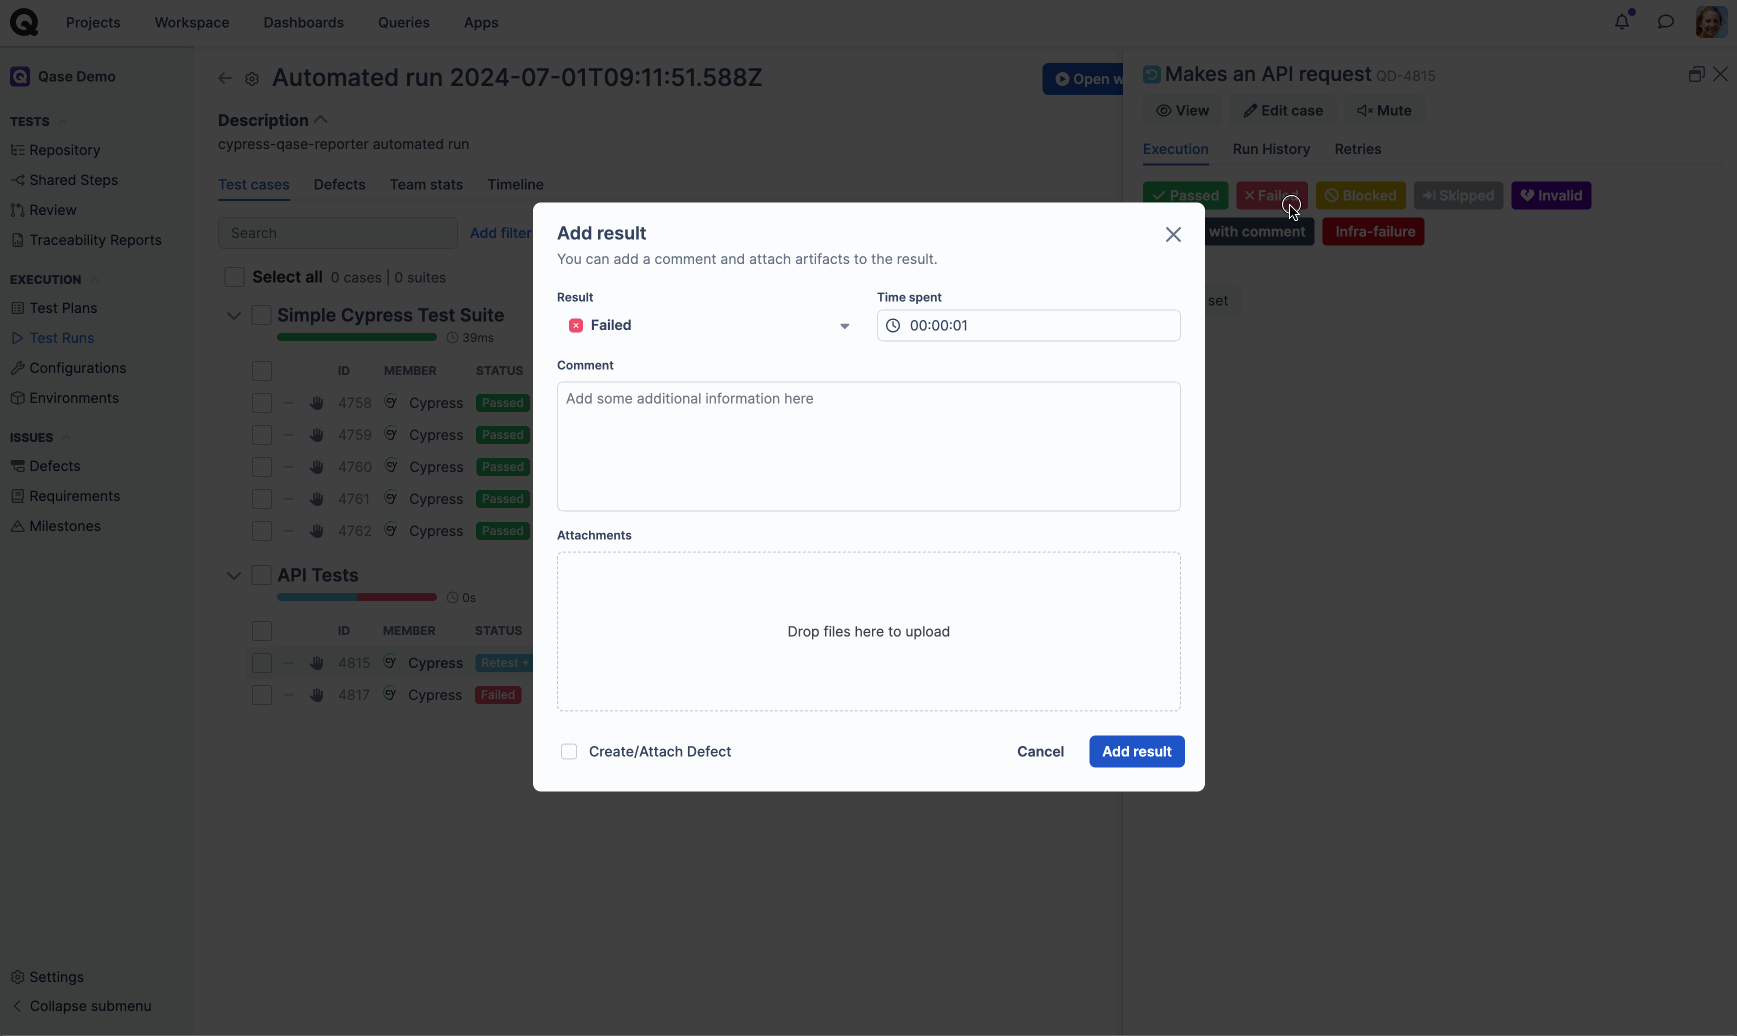 Projects
Workspace
Dashboards
Queries
Apps
Qase Demo
TESTS
Repository
Shared Steps
Review
Traceability Reports
EXECUTION
Test Plans
Test Runs
Configurations
Environments
ISSUES
Defects
Requirements
Milestones
Settings
Collapse submenu
Automated run 2024-07-01T09:11:51.588Z
Open w
Description
cypress-qase-reporter automated run
Test cases Defects Team stats Timeline
Search Add filter
Select all 0 cases | 0 suites
Simple Cypress Test Suite
39ms
ID MEMBER STATUS
4758 cy Cypress Passed
4759 cy Cypress Passed
4760 cy Cypress Passed
4761 cy Cypress Passed
4762 cy Cypress Passed
API Tests
0s
ID MEMBER STATUS
4815 cy Cypress Retest +
4817 cy Cypress Failed
Add result
You can add a comment and attach artifacts to the result.
Result Time spent
Failed 00:00:01
Comment
Add some additional information here
Attachments
Drop files here to upload
Create/Attach Defect Cancel Add result
Makes an API request QD-4815
View Edit case Mute
Execution Run History Retries
Passed Failed Blocked Skipped Invalid
with comment Infra-failure
set